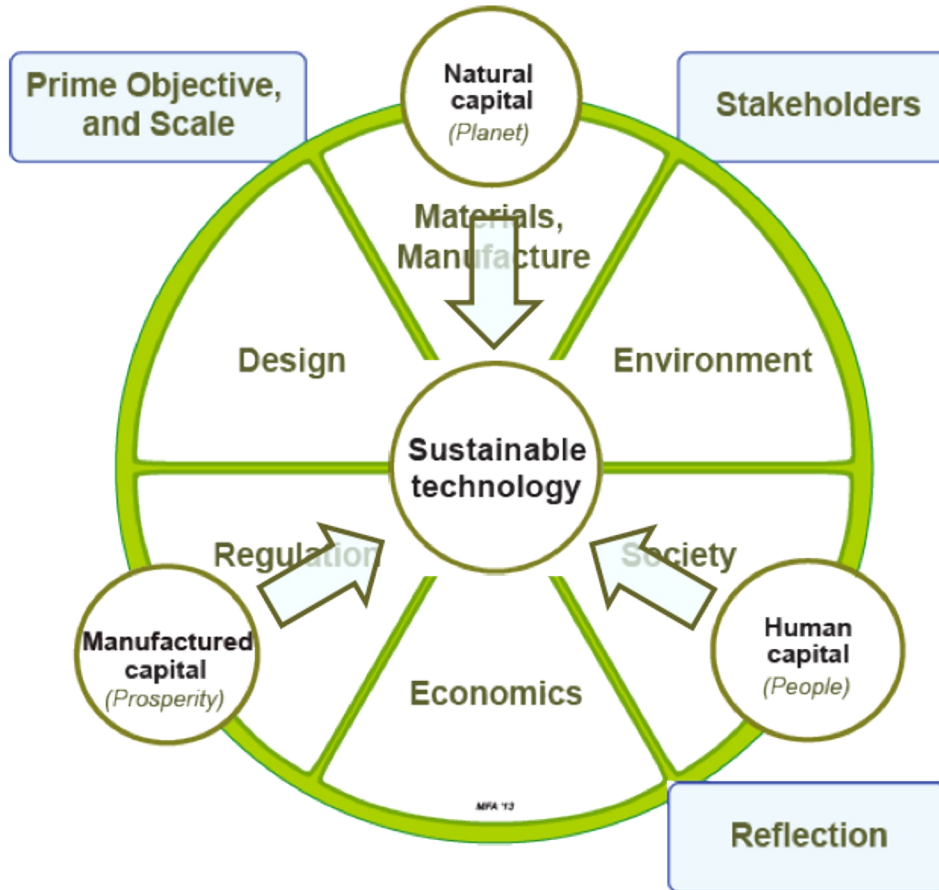 Prime Objective,
and Scale
Natural
capital
(Planet)
Stakeholders
Materials,
Manufacture
Design
Environment
Sustainable
technology
Regulation
Society
Manufactured
capital
(Prosperity)
Human
capital
(People)
Economics
MFA '13
Reflection